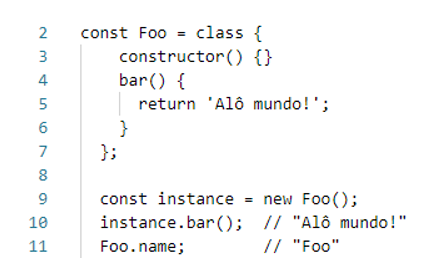 2 const Foo = class {
3 constructor() {}
4 bar() {
5 return 'Alô mundo!';
6 }
7 };
8
9 const instance = new Foo();
10 instance.bar(); // "Alô mundo!"
11 Foo.name; // "Foo"